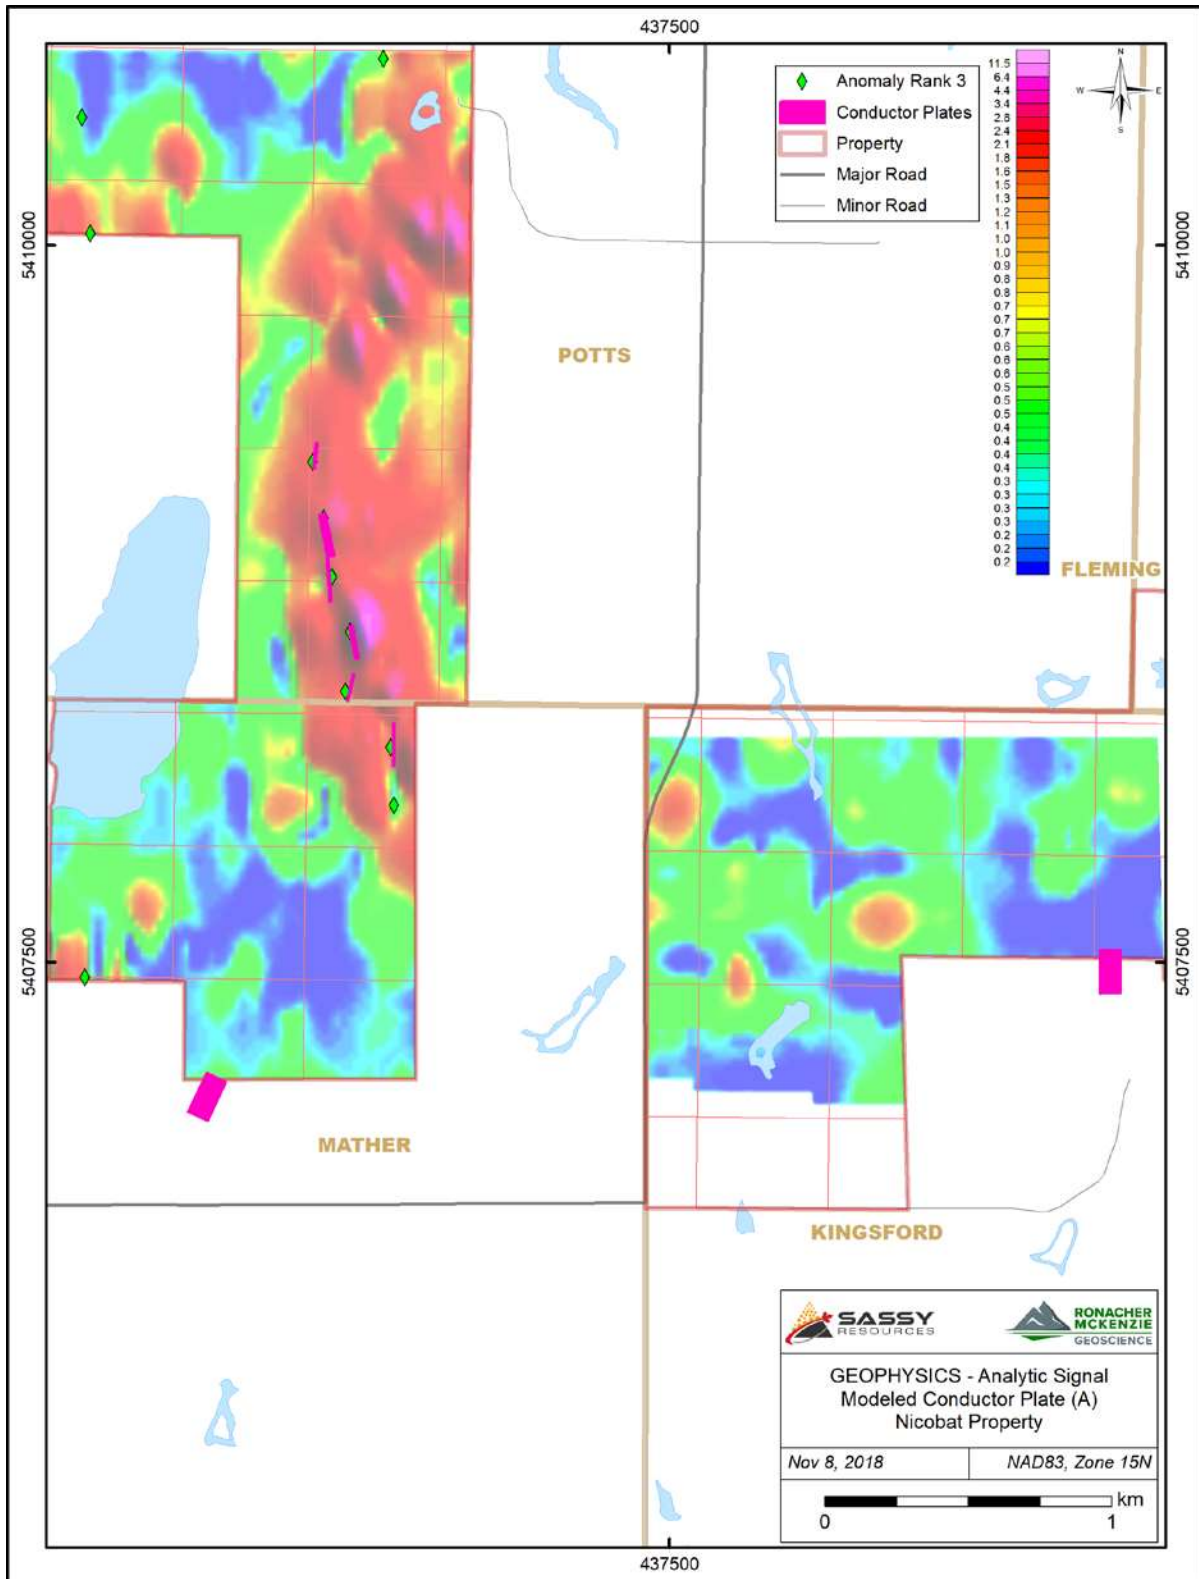 437500
Anomaly Rank 3
Conductor Plates
Property
Major Road
Minor Road
N
W
E
S
11.5
6.4
4.4
3.4
2.8
2.4
2.1
1.8
1.6
1.5
1.3
1.2
1.1
1.0
1.0
0.9
0.8
0.8
0.7
0.7
0.6
0.6
0.6
0.5
0.5
0.4
0.4
0.4
0.3
0.3
0.3
0.3
0.2
0.2
0.2
5410000
5410000
POTTS
FLEMING
5407500
5407500
MATHER
KINGSFORD
SASSY
RESOURCES
RONACHER
MCKENZIE
GEOSCIENCE
GEOPHYSICS - Analytic Signal
Modeled Conductor Plate (A)
Nicobat Property
Nov 8, 2018
NAD83, Zone 15N
km
0
1
437500